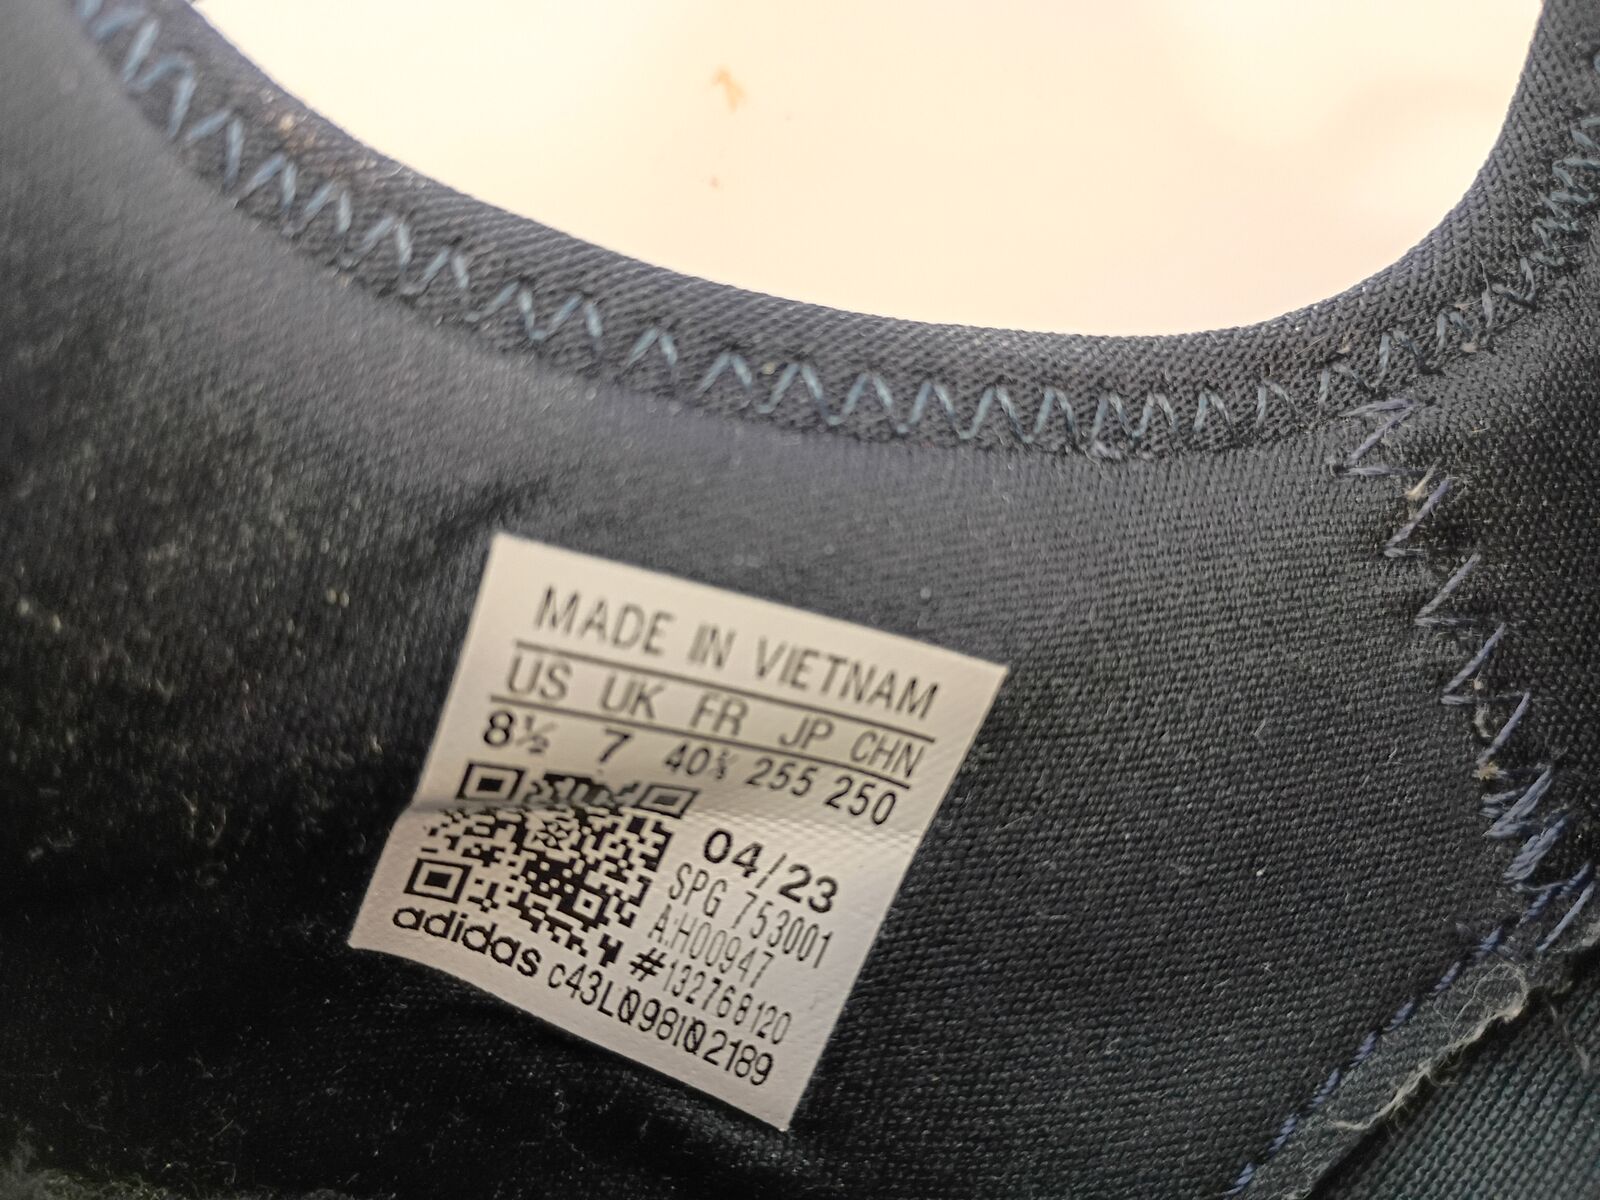 MADE IN VIETNAM
US UK FR JP CHN
8½ 7 40⅔ 255 250
04/23
SPG 753001
A:H00947
#132768120
adidas c43LQ98IQ2189